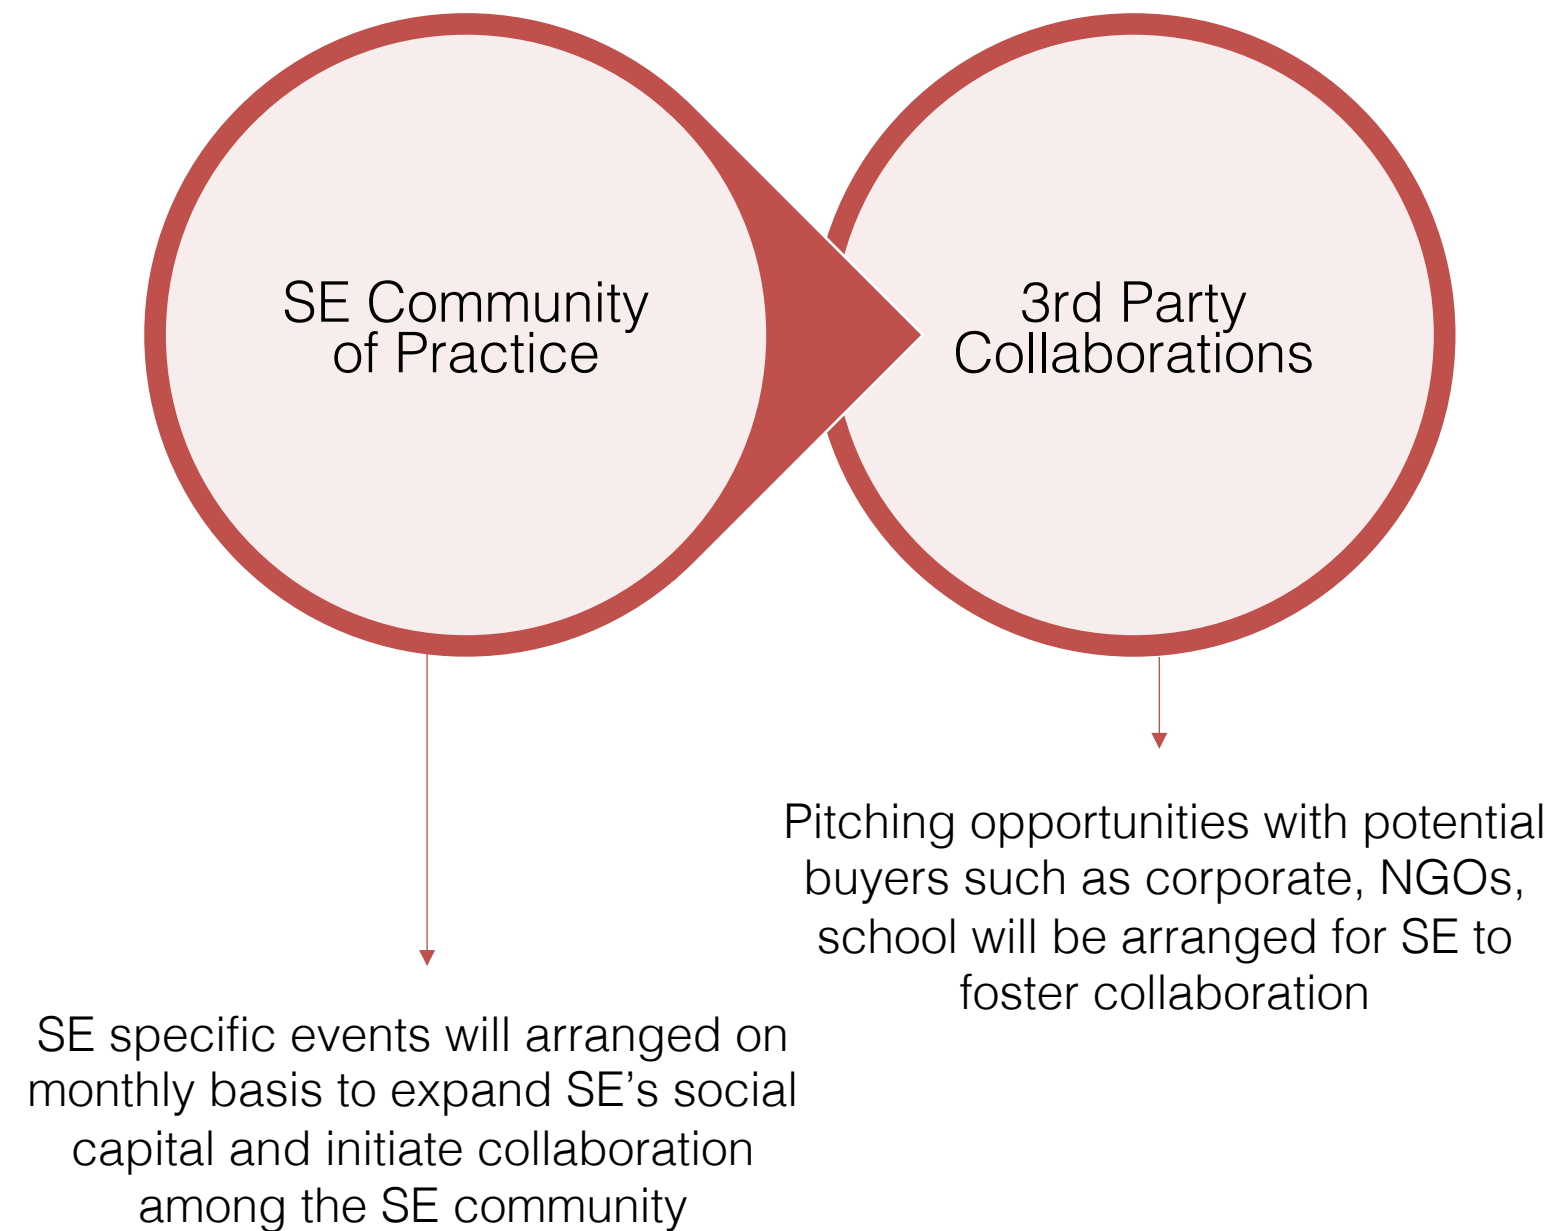 SE Community
of Practice
3rd Party
Collaborations
Pitching opportunities with potential
buyers such as corporate, NGOs,
school will be arranged for SE to
foster collaboration
SE specific events will arranged on
monthly basis to expand SE’s social
capital and initiate collaboration
among the SE community